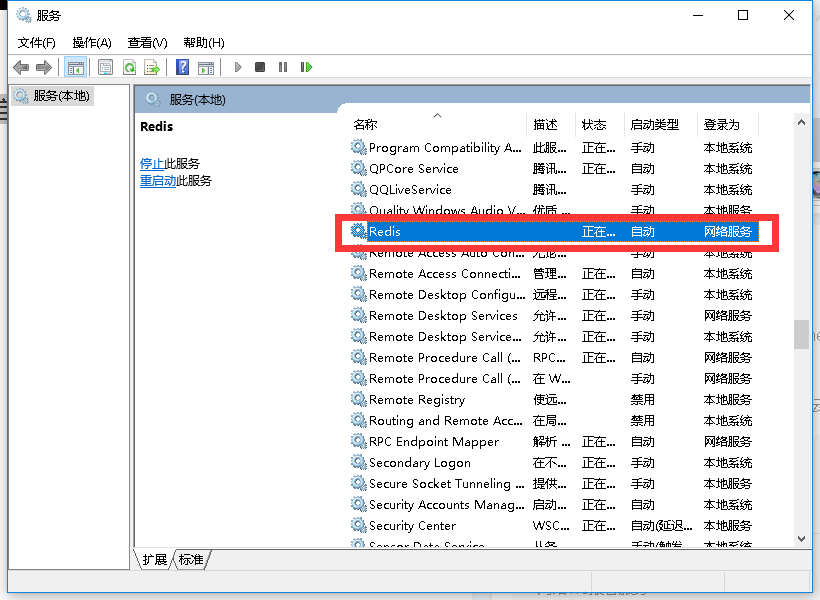 服务
文件(F) 操作(A) 查看(V) 帮助(H)
服务(本地)
服务(本地)
Redis
停止此服务
重启动此服务
名称 描述 状态 启动类型 登录为
Program Compatibility A... 此服... 正在... 手动 本地系统
QPCore Service 腾讯... 正在... 自动 本地系统
QQLiveService 腾讯... 手动 本地系统
Quality Windows Audio V... 优质... 手动 本地服务
Redis 正在... 自动 网络服务
Remote Access Auto Con... 无论... 手动 本地系统
Remote Access Connecti... 管理... 正在... 自动 本地系统
Remote Desktop Configu... 远程... 正在... 手动 本地系统
Remote Desktop Services 允许... 正在... 手动 网络服务
Remote Desktop Service... 允许... 正在... 手动 本地系统
Remote Procedure Call (... RPC... 正在... 自动 网络服务
Remote Procedure Call (... 在 W... 手动 网络服务
Remote Registry 使远... 禁用 本地服务
Routing and Remote Acc... 在局... 禁用 本地系统
RPC Endpoint Mapper 解析 ... 正在... 自动 网络服务
Secondary Logon 在不... 正在... 手动 本地系统
Secure Socket Tunneling ... 提供... 正在... 手动 本地服务
Security Accounts Manag... 启动... 正在... 自动 本地系统
Security Center WSC... 正在... 自动(延迟... 本地服务
Sensor Data Service 从各... 手动(触发... 本地系统
扩展 标准